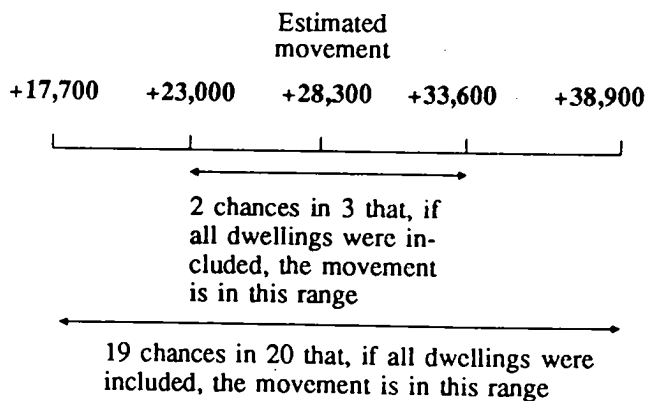 Estimated
movement
+17,700 +23,000 +28,300 +33,600 +38,900
2 chances in 3 that, if
all dwellings were in-
cluded, the movement
is in this range
19 chances in 20 that, if all dwellings were
included, the movement is in this range